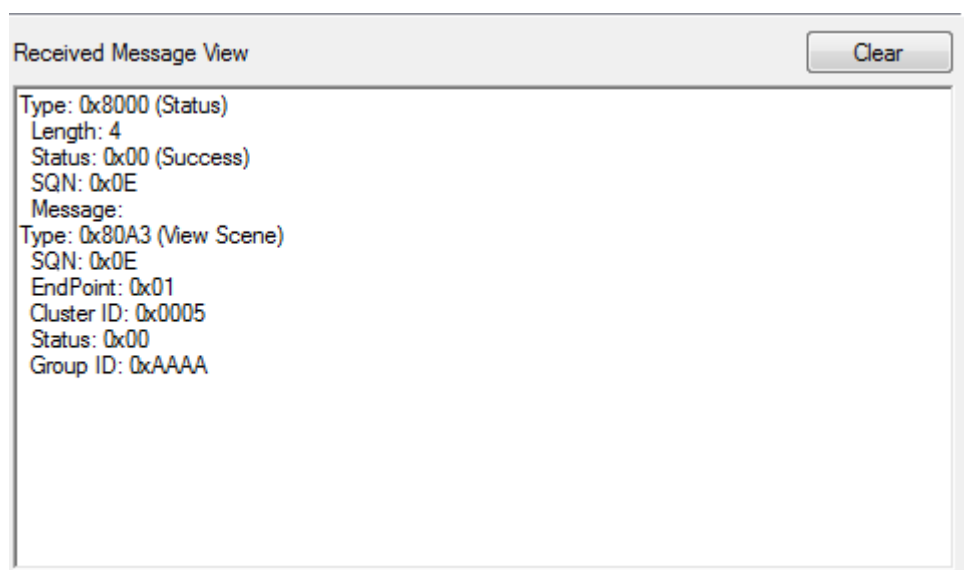 Received Message View
Clear
Type: 0x8000 (Status)
Length: 4
Status: 0x00 (Success)
SQN: 0x0E
Message:
Type: 0x80A3 (View Scene)
SQN: 0x0E
EndPoint: 0x01
Cluster ID: 0x0005
Status: 0x00
Group ID: 0xAAAA